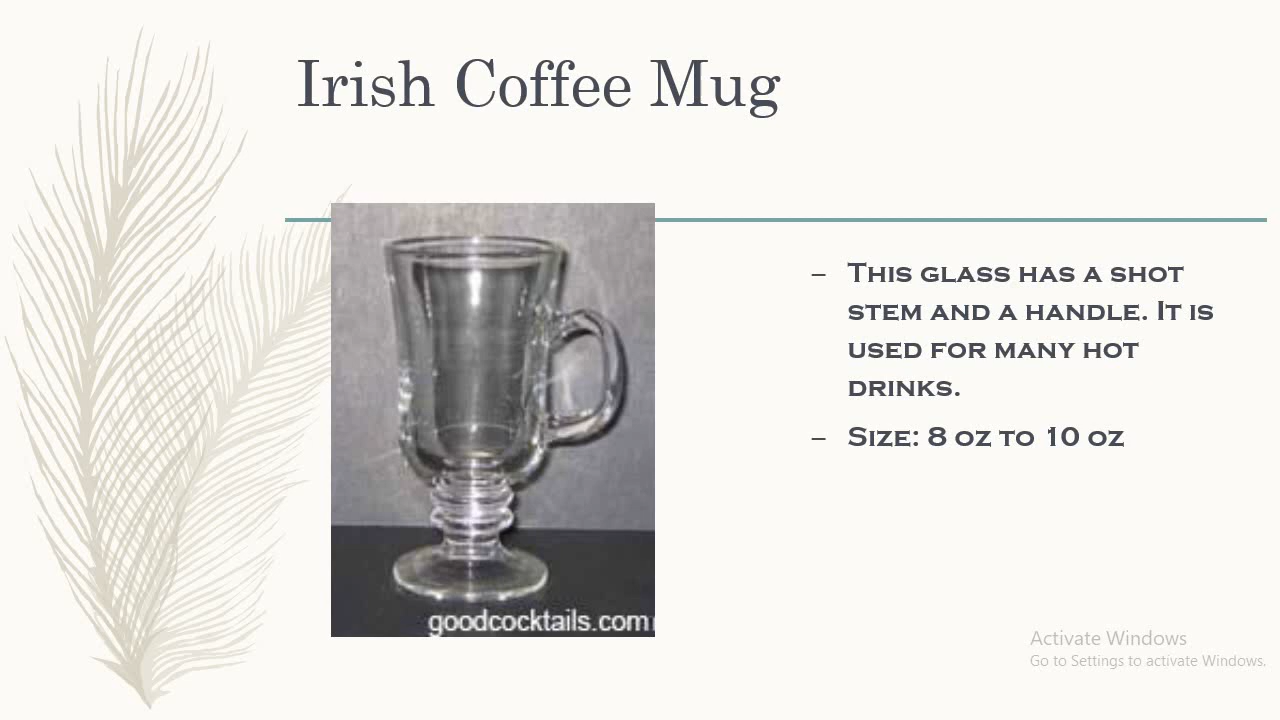 Irish Coffee Mug
– This glass has a shot
stem and a handle. It is
used for many hot
drinks.
– Size: 8 oz to 10 oz
goodcocktails.com
Activate Windows
Go to Settings to activate Windows.